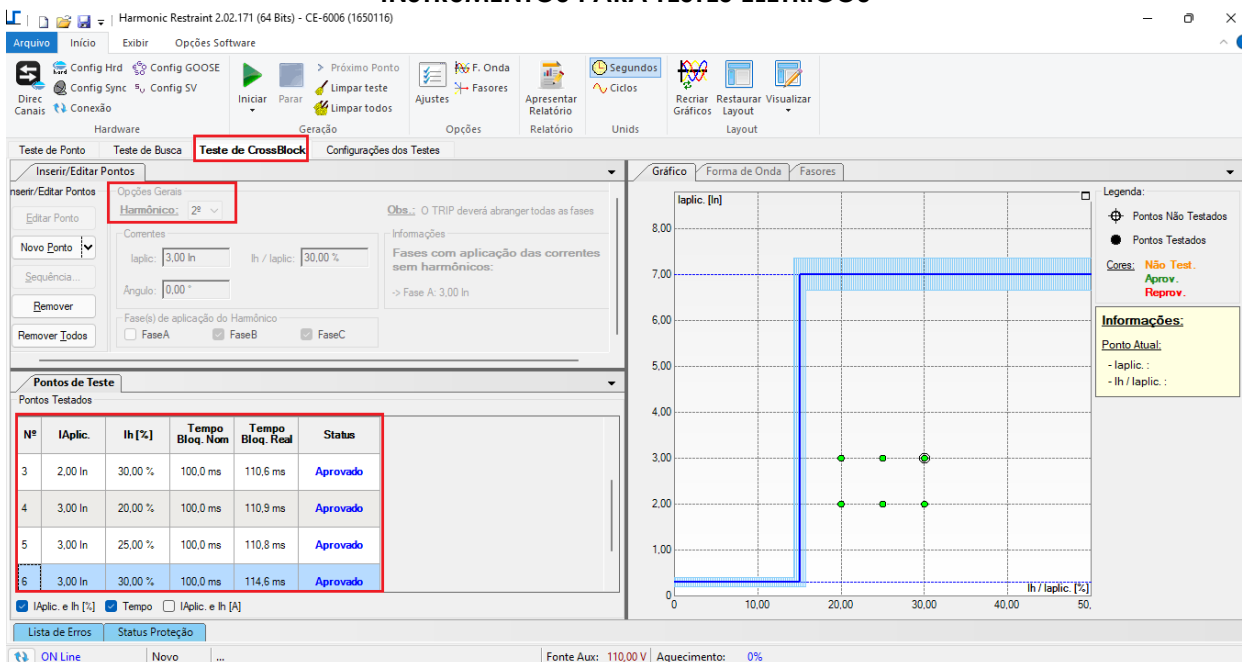 INSTRUMENTOS PARA TESTES ELÉTRICOS
Harmonic Restraint 2.02.171 (64 Bits) - CE-6006 (1650116)
Arquivo Início Exibir Opções Software
Direc Canais
Config Hrd Config GOOSE
Config Sync Config SV
Conexão
Hardware
Iniciar Parar
Próximo Ponto
Limpar teste
Limpar todos
Geração
Ajustes
F. Onda
Fasores
Opções
Apresentar Relatório
Relatório
Segundos
Ciclos
Unids
Recriar Gráficos
Restaurar Layout
Visualizar
Layout
Teste de Ponto Teste de Busca Teste de CrossBlock Configurações dos Testes
Inserir/Editar Pontos
nserir/Editar Pontos
Editar Ponto
Novo Ponto
Sequência...
Remover
Remover Todos
Opções Gerais
Harmônico: 2º
Obs.: O TRIP deverá abranger todas as fases
Correntes
Iaplic: 3,00 In Ih / Iaplic: 30,00 %
Ângulo: 0,00 °
Informações
Fases com aplicação das correntes
sem harmônicos:
-> Fase A: 3,00 In
Fase(s) de aplicação do Harmônico
FaseA FaseB FaseC
Pontos de Teste
Pontos Testados
Nº IAplic. Ih [%] Tempo Bloq. Nom Tempo Bloq. Real Status
3 2,00 In 30,00 % 100,0 ms 110,6 ms Aprovado
4 3,00 In 20,00 % 100,0 ms 110,9 ms Aprovado
5 3,00 In 25,00 % 100,0 ms 110,8 ms Aprovado
6 3,00 In 30,00 % 100,0 ms 114,6 ms Aprovado
IAplic. e Ih [%] Tempo IAplic. e Ih [A]
Gráfico Forma de Onda Fasores
Iaplic. [In]
8,00
7,00
6,00
5,00
4,00
3,00
2,00
1,00
0
0 10,00 20,00 30,00 40,00 50,
Ih / Iaplic. [%]
Legenda:
Pontos Não Testados
Pontos Testados
Cores: Não Test.
Aprov.
Reprov.
Informações:
Ponto Atual:
- Iaplic. :
- Ih / Iaplic. :
Lista de Erros Status Proteção
ON Line Novo ... Fonte Aux: 110,00 V Aquecimento: 0%